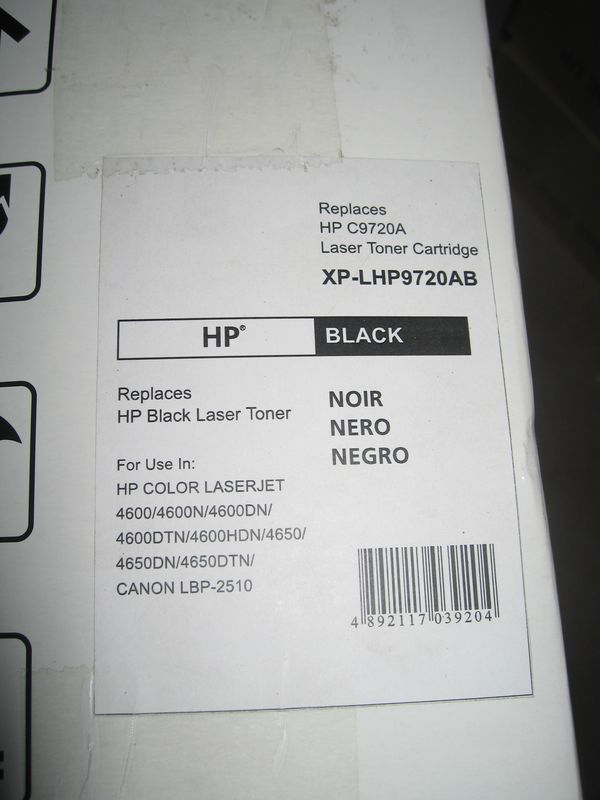 Replaces
HP C9720A
Laser Toner Cartridge
XP-LHP9720AB
HP® BLACK
Replaces
HP Black Laser Toner
NOIR
NERO
NEGRO
For Use In:
HP COLOR LASERJET
4600/4600N/4600DN/
4600DTN/4600HDN/4650/
4650DN/4650DTN/
CANON LBP-2510
4 892117 039204